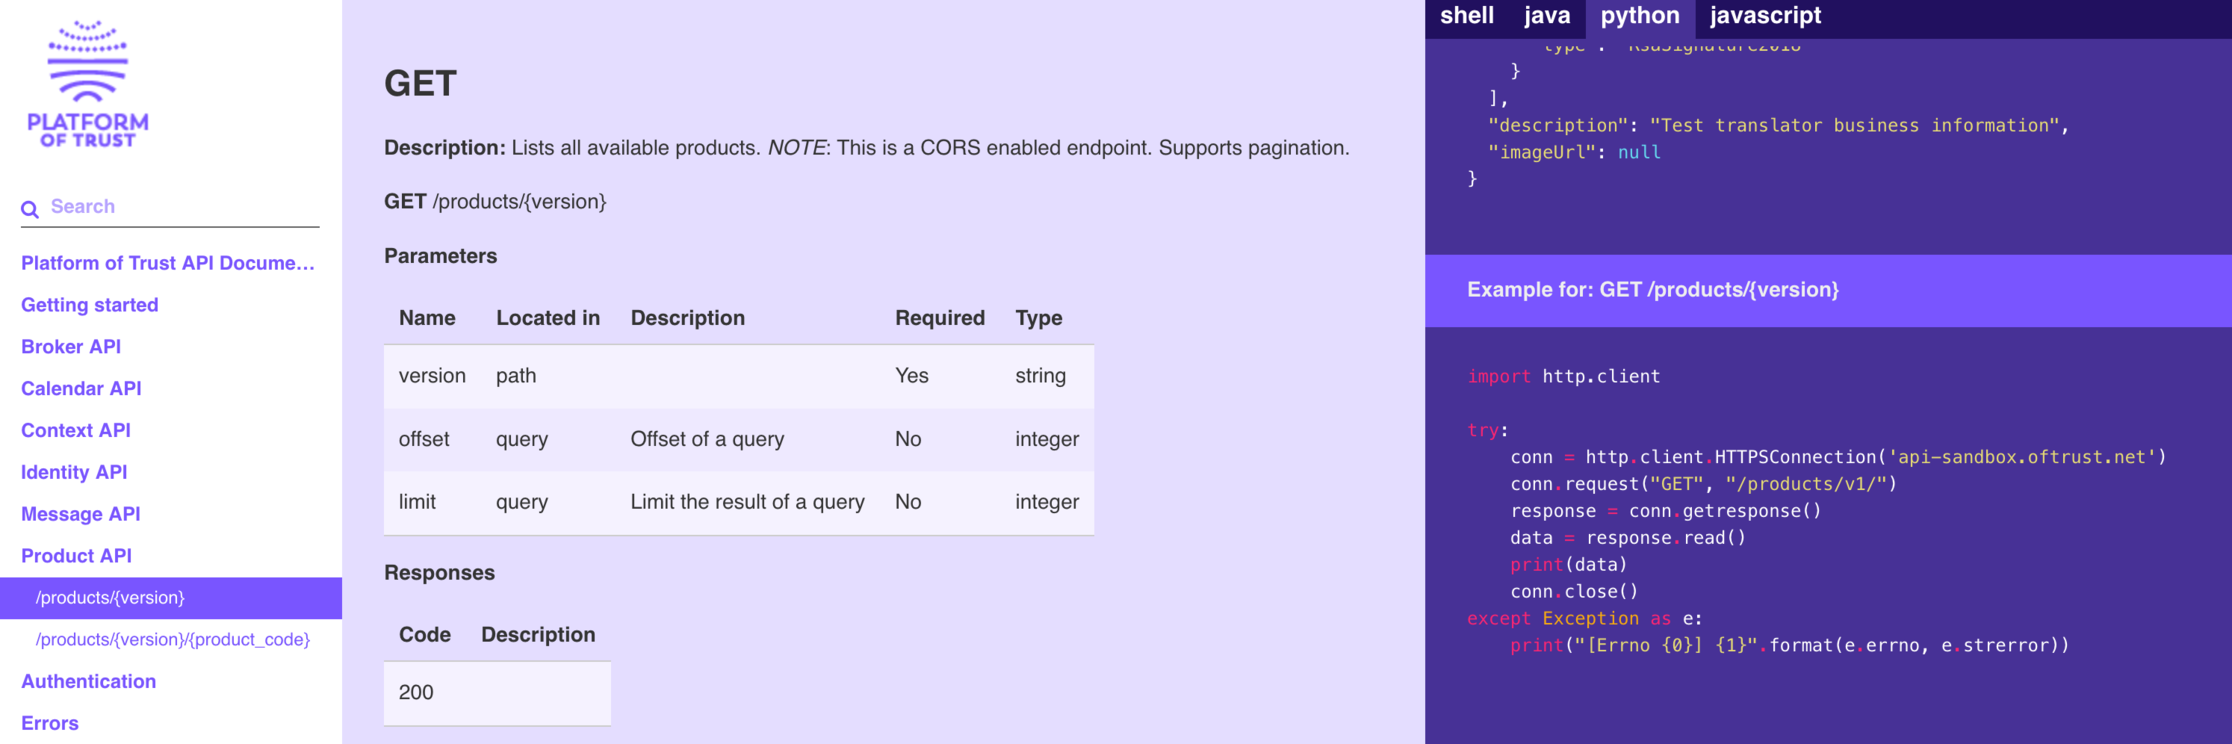 PLATFORM
OF TRUST
Search
Platform of Trust API Docume...
Getting started
Broker API
Calendar API
Context API
Identity API
Message API
Product API
/products/{version}
/products/{version}/{product_code}
Authentication
Errors
GET
Description: Lists all available products. NOTE: This is a CORS enabled endpoint. Supports pagination.
GET /products/{version}
Parameters
Name Located in Description Required Type
version path Yes string
offset query Offset of a query No integer
limit query Limit the result of a query No integer
Responses
Code Description
200
shell java python javascript
"type": "RsaSignature2018"
}
],
"description": "Test translator business information",
"imageUrl": null
}
Example for: GET /products/{version}
import http.client
try:
conn = http.client.HTTPSConnection('api-sandbox.oftrust.net')
conn.request("GET", "/products/v1/")
response = conn.getresponse()
data = response.read()
print(data)
conn.close()
except Exception as e:
print("[Errno {0}] {1}".format(e.errno, e.strerror))